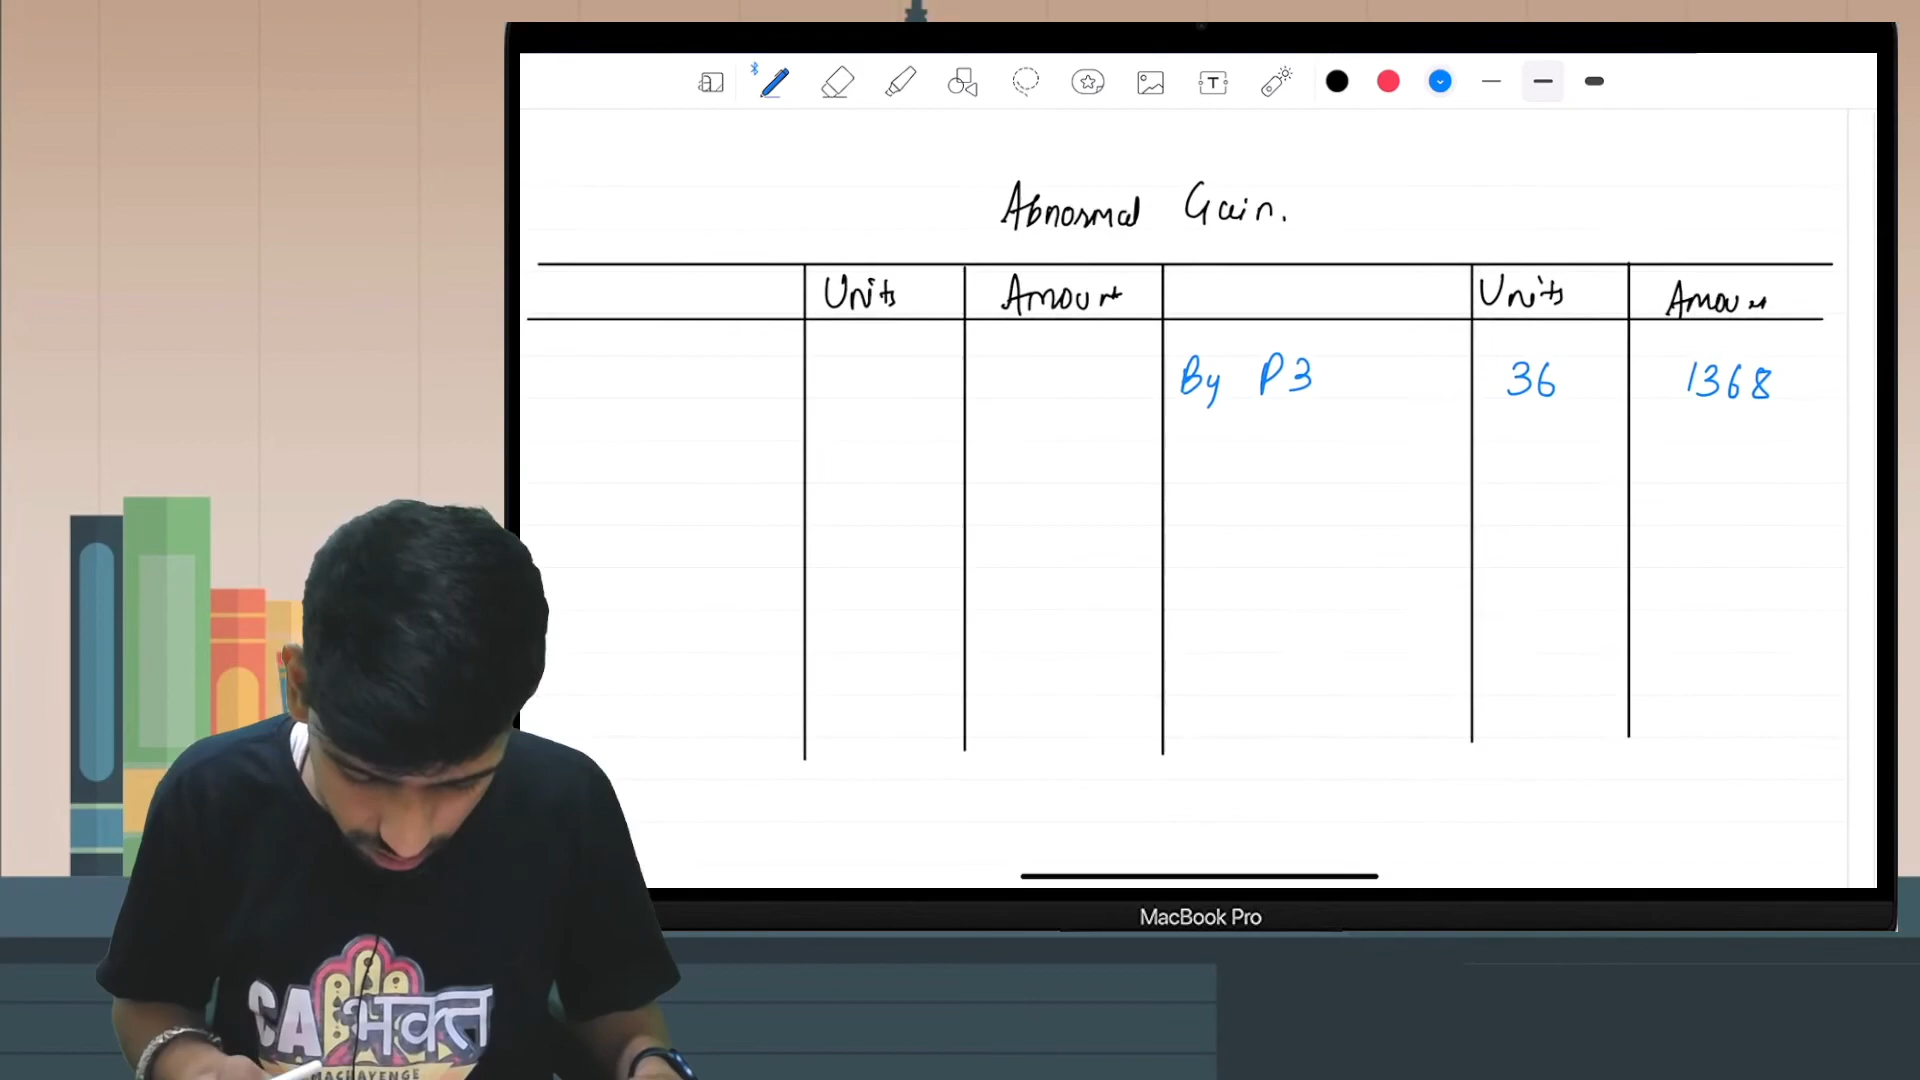 Abnormal Gain.
Units Amount Units Amount
By P3 36 1368
MacBook Pro
CA भक्त